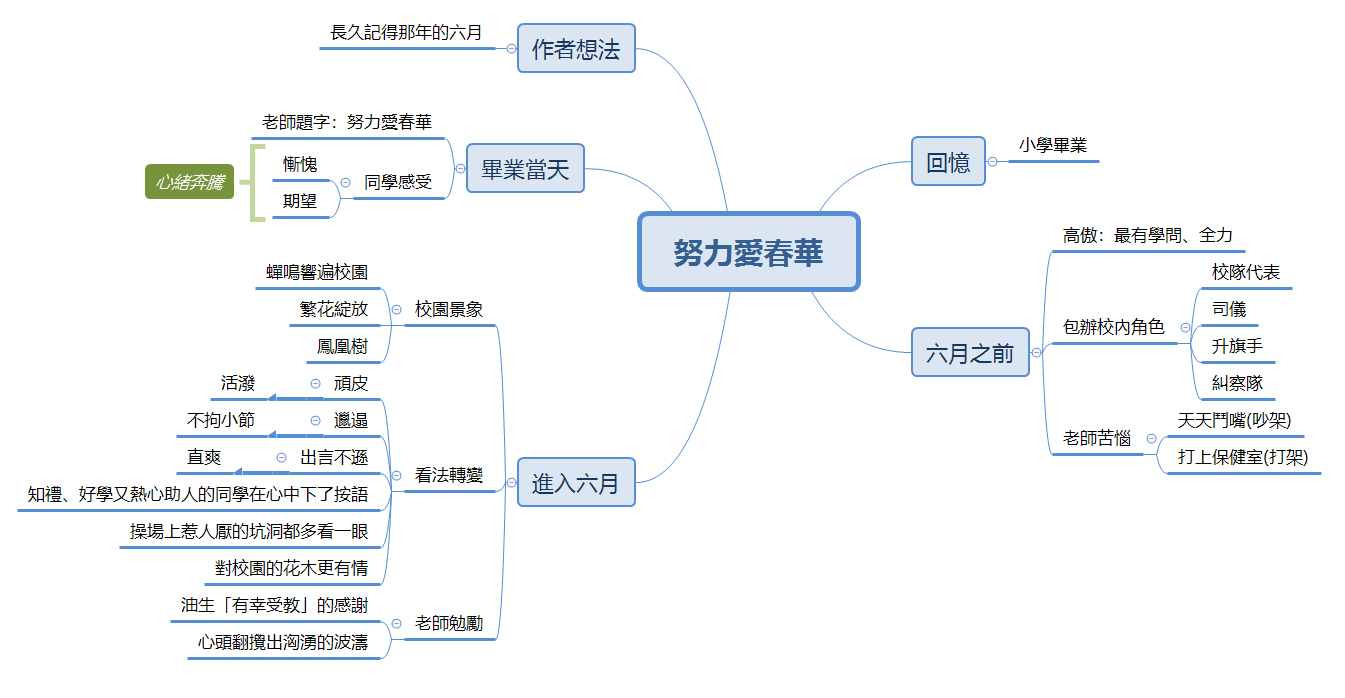 努力愛春華
回憶
小學畢業
六月之前
高傲：最有學問、全力
包辦校內角色
校隊代表
司儀
升旗手
糾察隊
老師苦惱
天天鬥嘴(吵架)
打上保健室(打架)
進入六月
校園景象
蟬鳴響遍校園
繁花綻放
鳳凰樹
看法轉變
頑皮
活潑
邋遢
不拘小節
出言不遜
直爽
知禮、好學又熱心助人的同學在心中下了按語
操場上惹人厭的坑洞都多看一眼
對校園的花木更有情
老師勉勵
油生「有幸受教」的感謝
心頭翻攪出洶湧的波濤
畢業當天
老師題字：努力愛春華
同學感受
慚愧
期望
心緒奔騰
作者想法
長久記得那年的六月